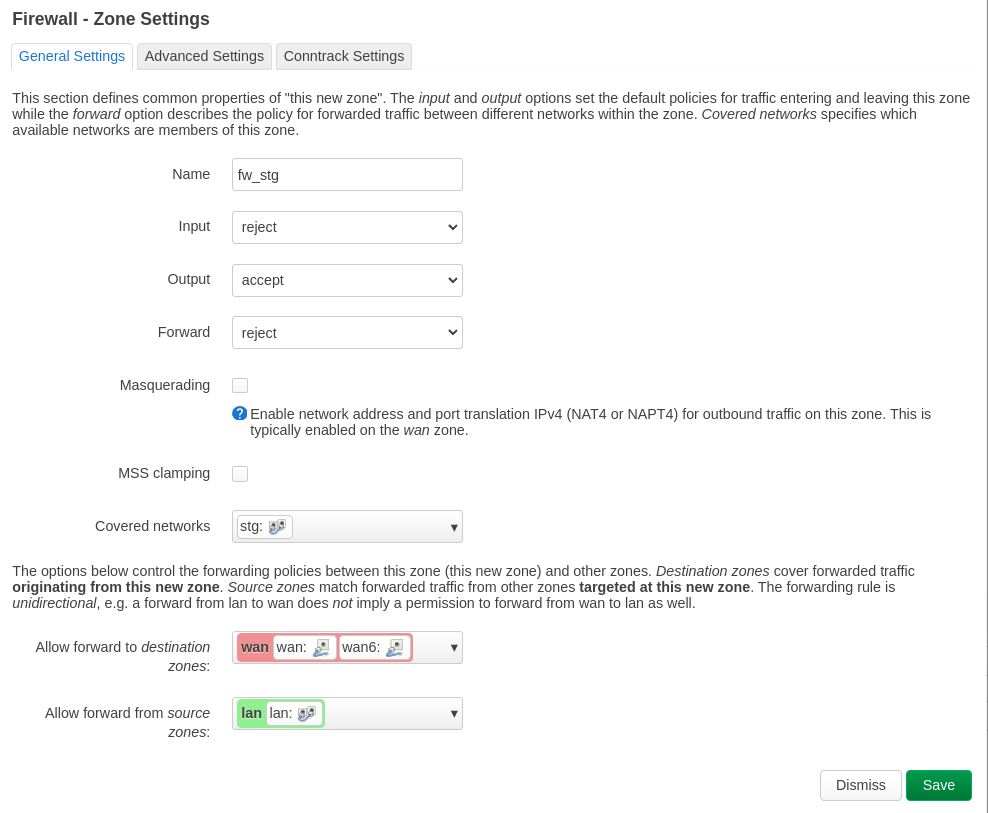 Firewall - Zone Settings
General Settings Advanced Settings Conntrack Settings
This section defines common properties of "this new zone". The input and output options set the default policies for traffic entering and leaving this zone
while the forward option describes the policy for forwarded traffic between different networks within the zone. Covered networks specifies which
available networks are members of this zone.
Name fw_stg
Input reject
Output accept
Forward reject
Masquerading
Enable network address and port translation IPv4 (NAT4 or NAPT4) for outbound traffic on this zone. This is
typically enabled on the wan zone.
MSS clamping
Covered networks stg:
The options below control the forwarding policies between this zone (this new zone) and other zones. Destination zones cover forwarded traffic
originating from this new zone. Source zones match forwarded traffic from other zones targeted at this new zone. The forwarding rule is
unidirectional, e.g. a forward from lan to wan does not imply a permission to forward from wan to lan as well.
Allow forward to destination wan wan: wan6:
zones:
Allow forward from source lan lan:
zones:
Dismiss Save